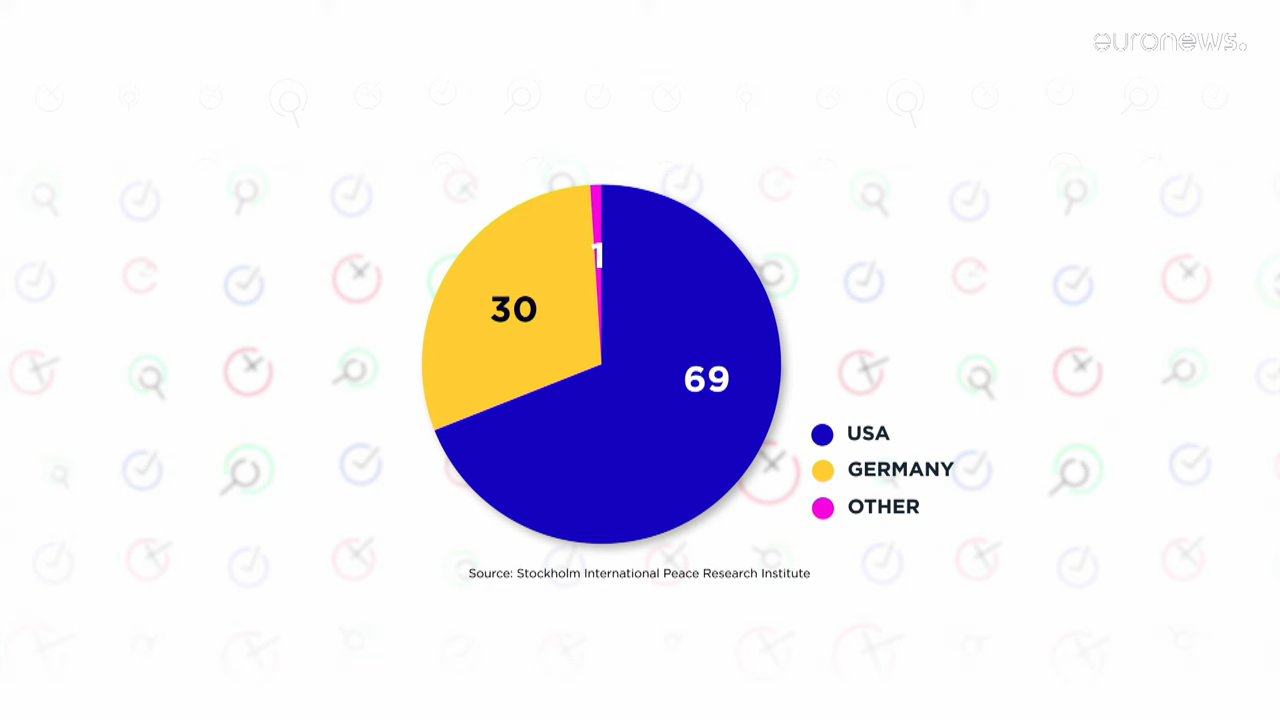 euronews.
1
30
69
USA
GERMANY
OTHER
Source: Stockholm International Peace Research Institute